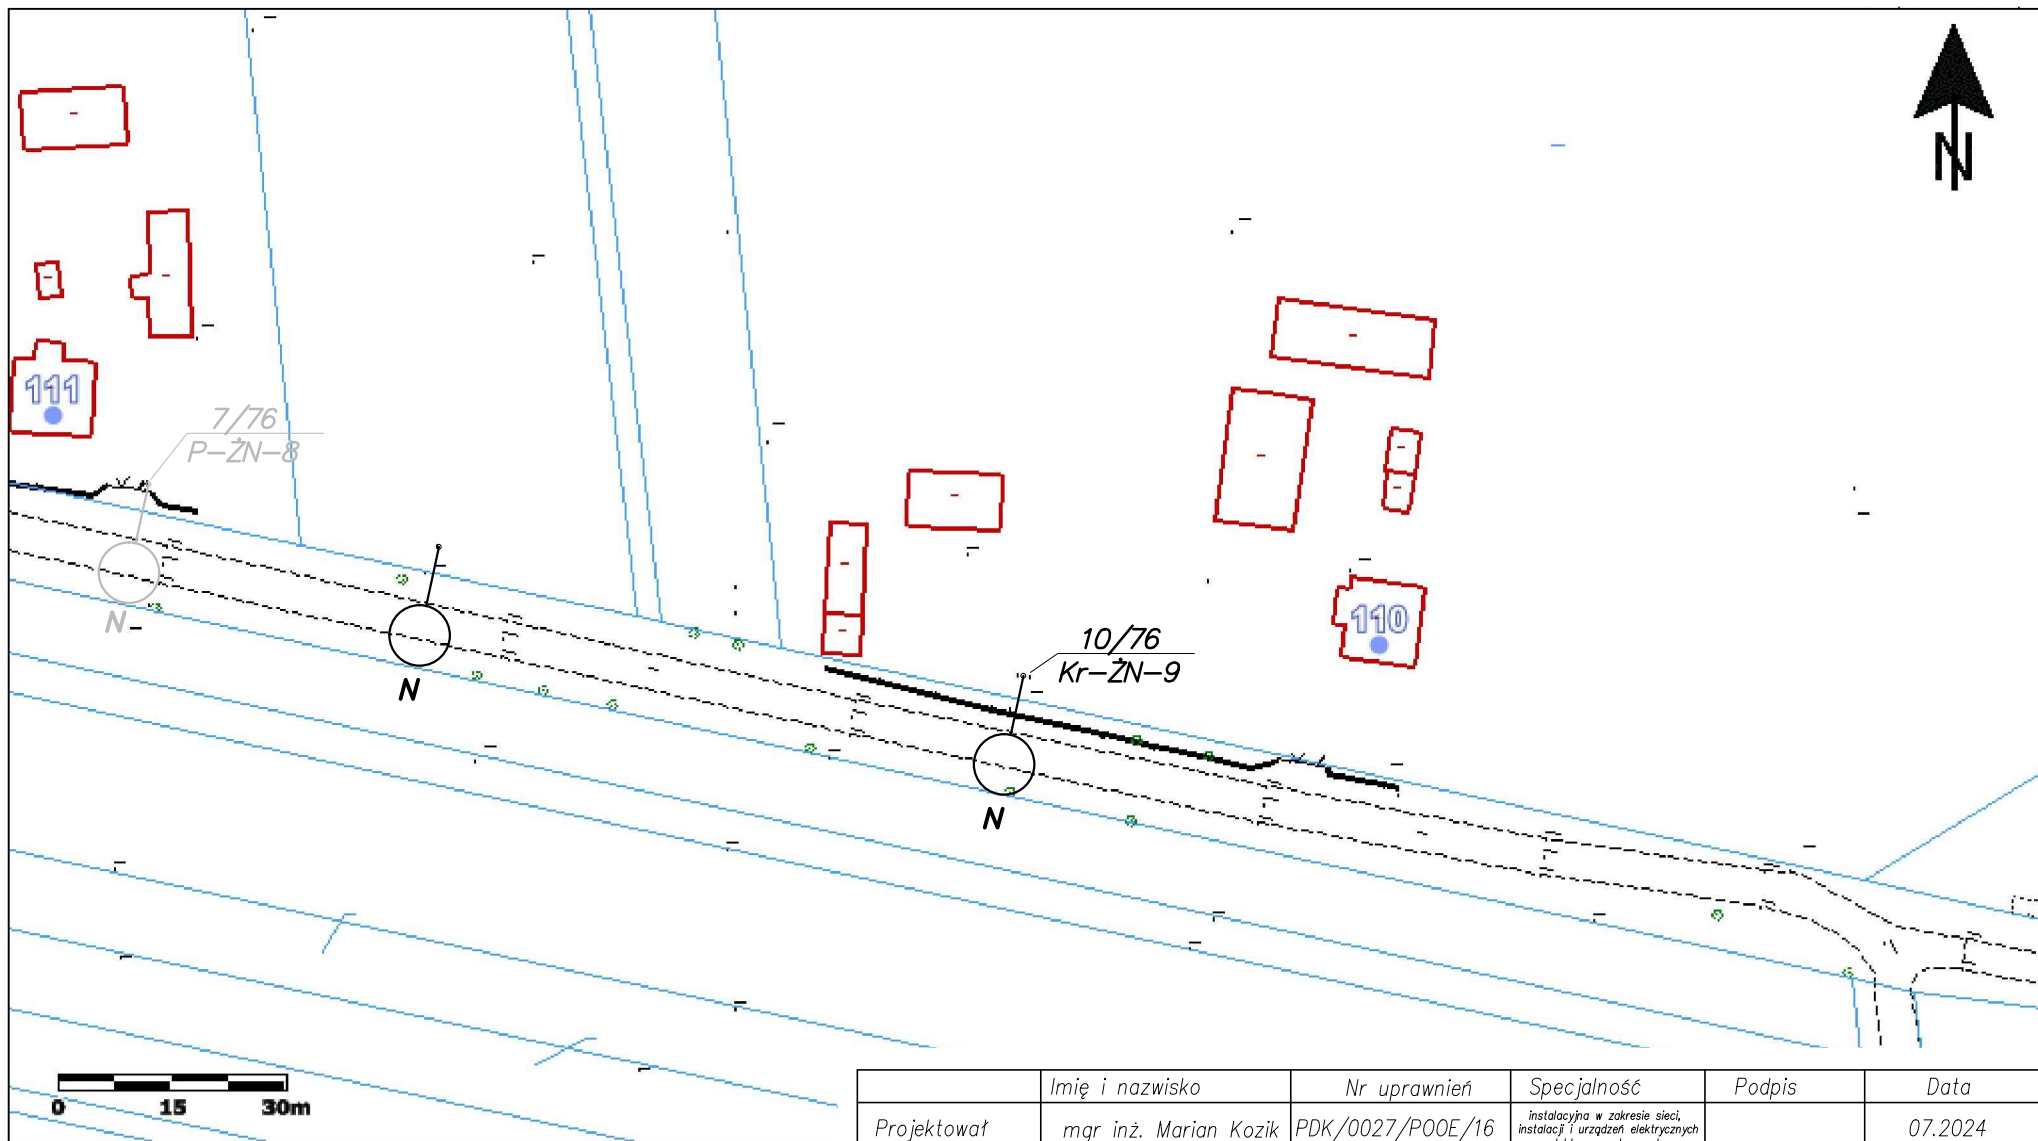 N
111
7/76
P-ŻN-8
N
N
10/76
Kr-ŻN-9
110
N
0 15 30m
Imię i nazwisko Nr uprawnień Specjalność Podpis Data
Projektował mgr inż. Marian Kozik PDK/0027/POOE/16 instalacyjna w zakresie sieci, instalacji i urządzeń elektrycznych 07.2024